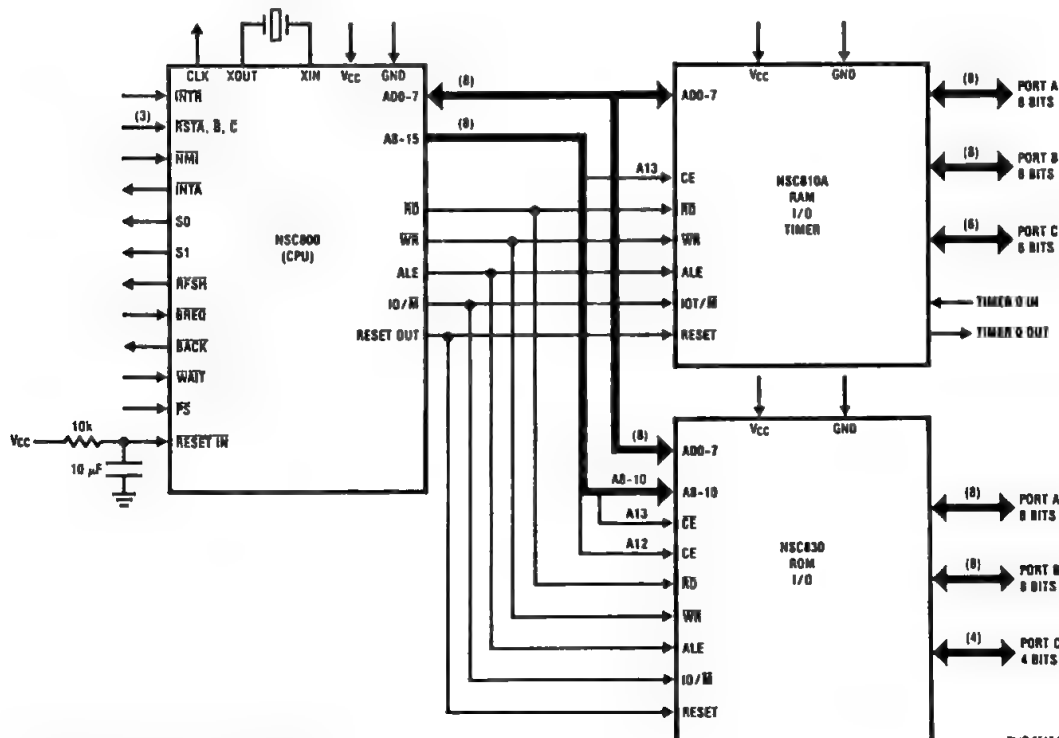 CLK XOUT XIN VCC GND
INTR
(3) RSTA, B, C
NMI
INTA
S0
S1
RFSH
BREQ
BACK
WAIT
PS
RESET IN
VCC 10k
10 µF
NSC800
(CPU)
AD0-7
A8-15
RD
WR
ALE
IO/M
RESET OUT
(8)
(8)
VCC GND
AD0-7
A13 CE
RD
WR
ALE
IOT/M
RESET
NSC810A
RAM
I/O
TIMER
(8) PORT A
8 BITS
(8) PORT B
8 BITS
(6) PORT C
6 BITS
TIMER 0 IN
TIMER 0 OUT
VCC GND
(8) AD0-7
A8-10 A8-10
A13 CE
A12 CE
RD
WR
ALE
IO/M
RESET
NSC830
ROM
I/O
(8) PORT A
8 BITS
(8) PORT B
8 BITS
(4) PORT C
4 BITS